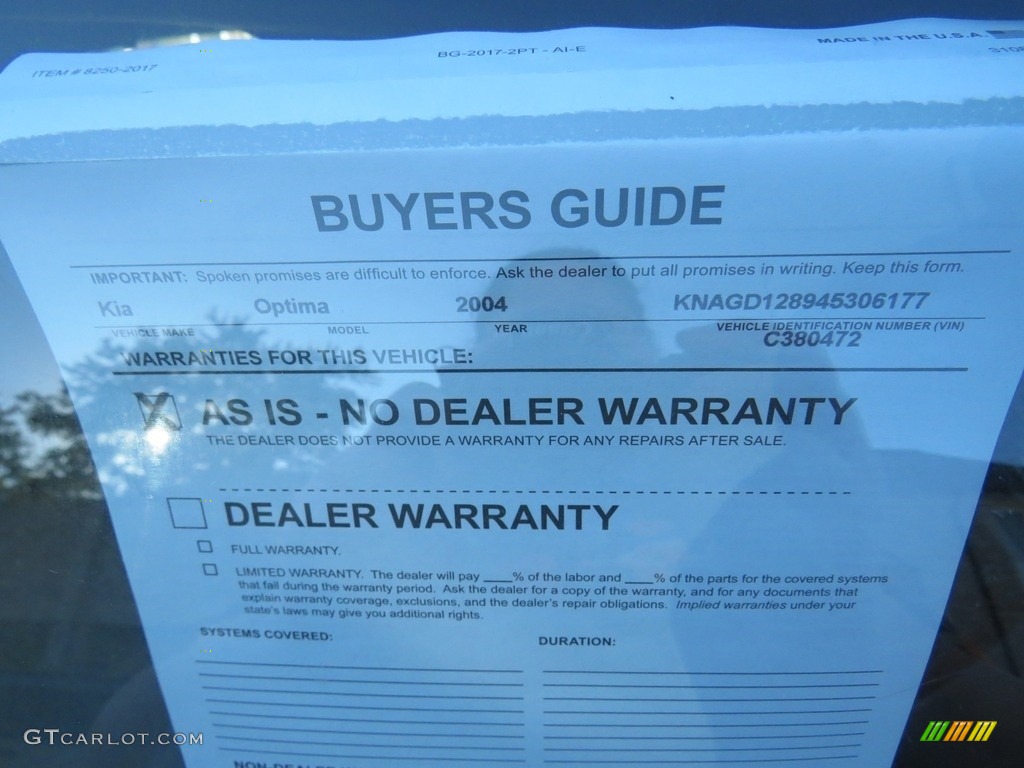 ITEM # 8250-2017
BG-2017-2PT - AI-E
MADE IN THE U.S.A.
BUYERS GUIDE
IMPORTANT: Spoken promises are difficult to enforce. Ask the dealer to put all promises in writing. Keep this form.
Kia Optima 2004 KNAGD128945306177
VEHICLE MAKE MODEL YEAR VEHICLE IDENTIFICATION NUMBER (VIN)
C380472
WARRANTIES FOR THIS VEHICLE:
X AS IS - NO DEALER WARRANTY
THE DEALER DOES NOT PROVIDE A WARRANTY FOR ANY REPAIRS AFTER SALE.
DEALER WARRANTY
FULL WARRANTY.
LIMITED WARRANTY. The dealer will pay ____% of the labor and ____% of the parts for the covered systems
that fail during the warranty period. Ask the dealer for a copy of the warranty, and for any documents that
explain warranty coverage, exclusions, and the dealer's repair obligations. Implied warranties under your
state's laws may give you additional rights.
SYSTEMS COVERED: DURATION:
GTCARLOT.COM